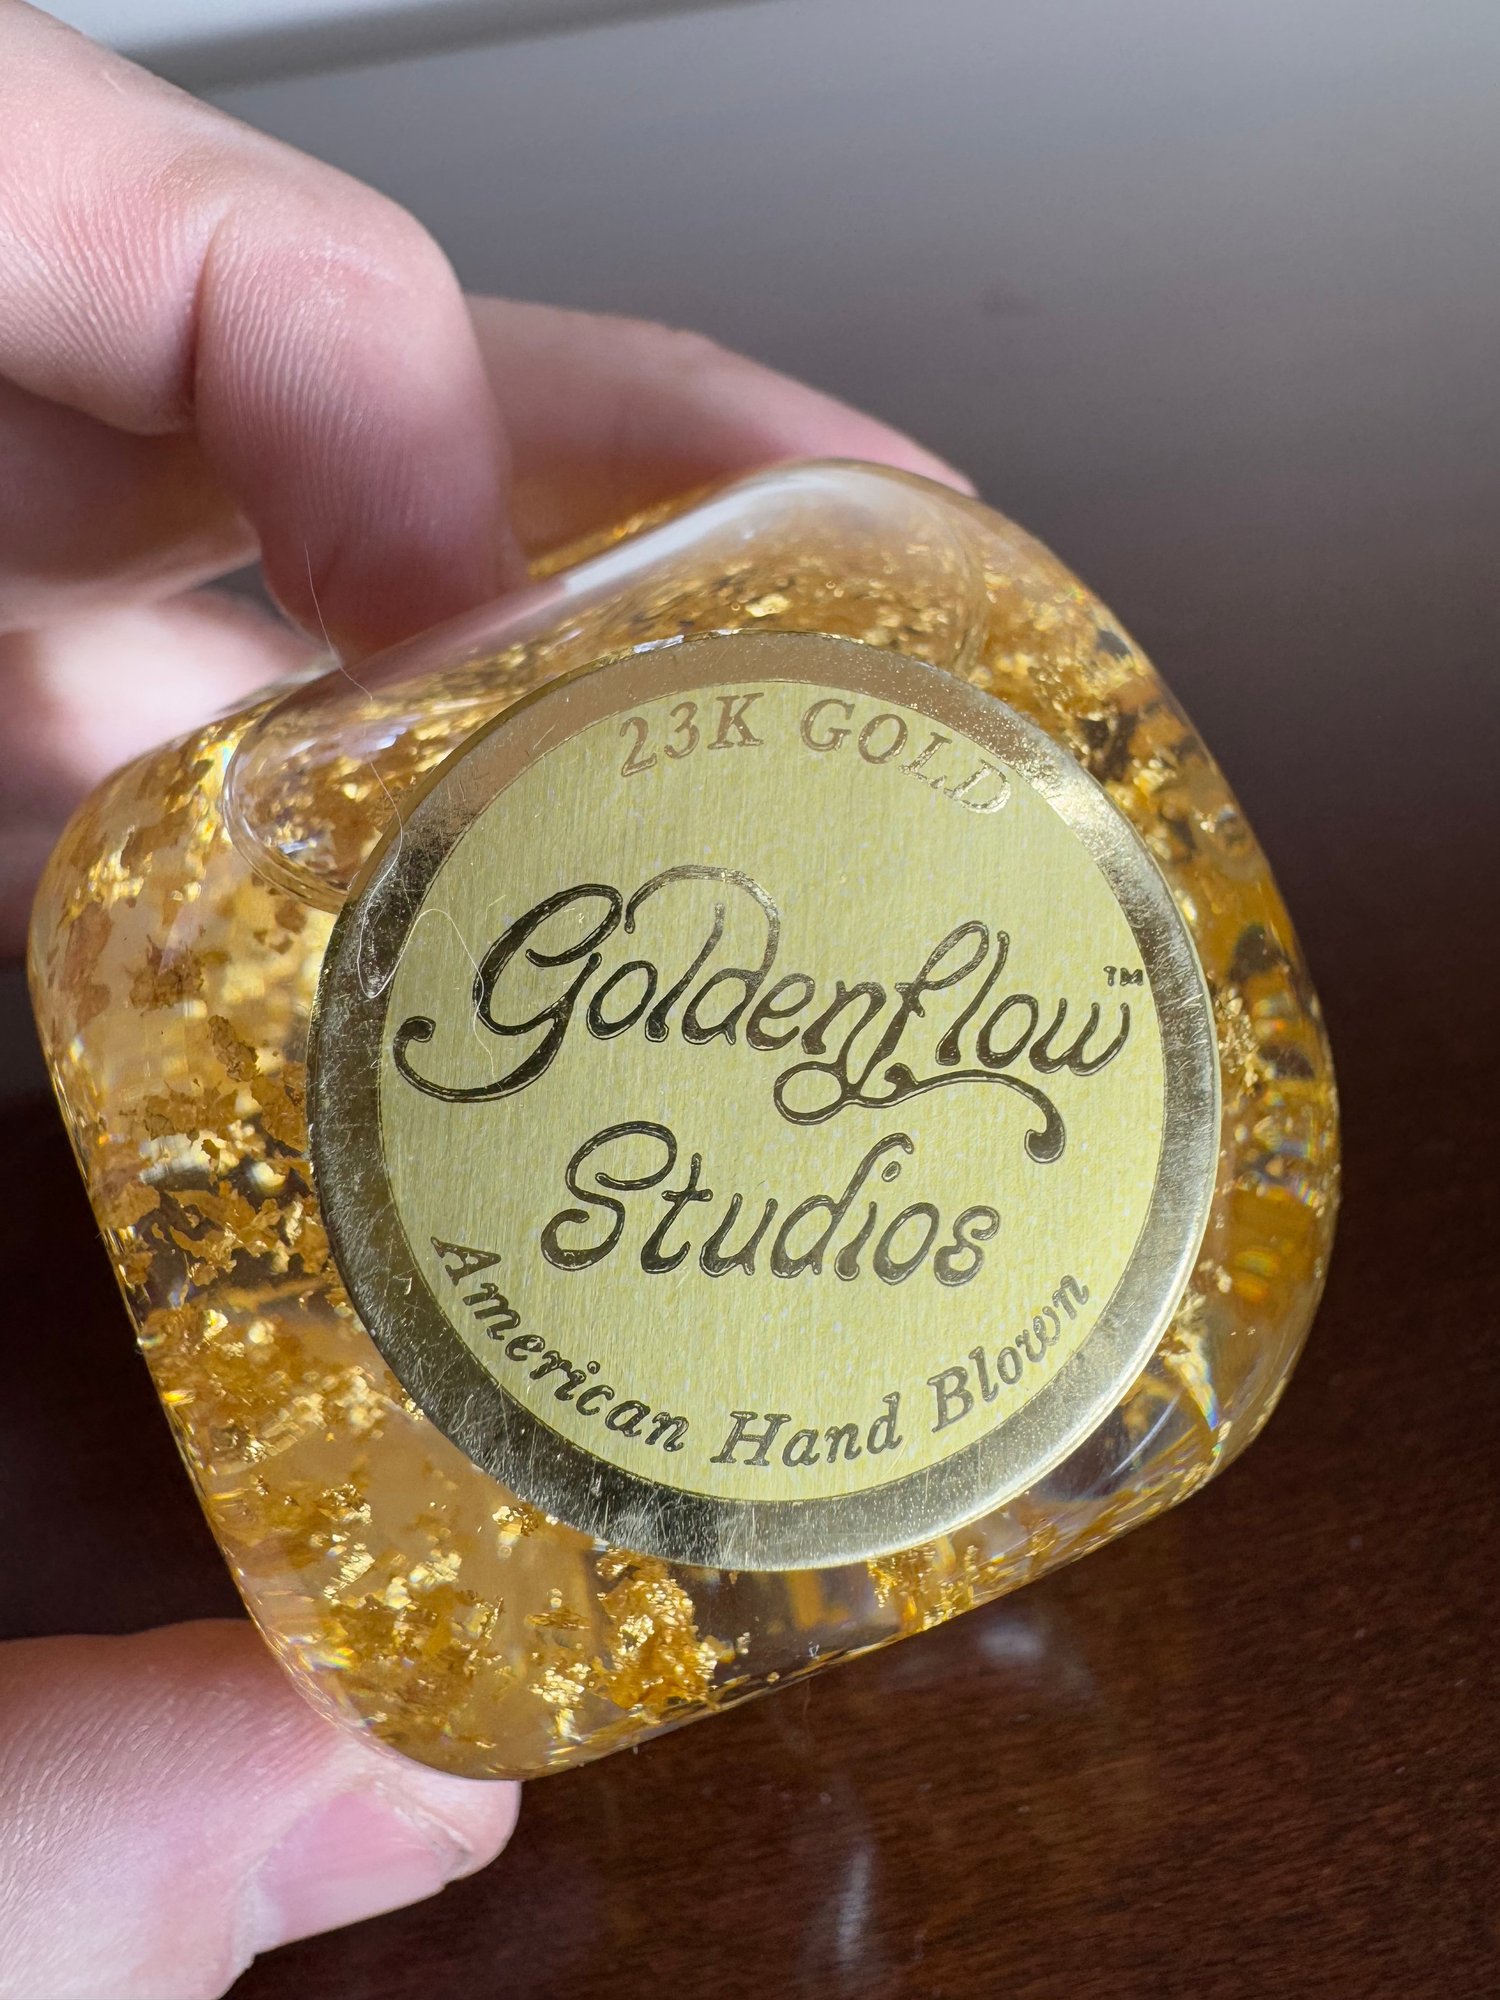 23K GOLD
Goldenflow™
Studios
American Hand Blown